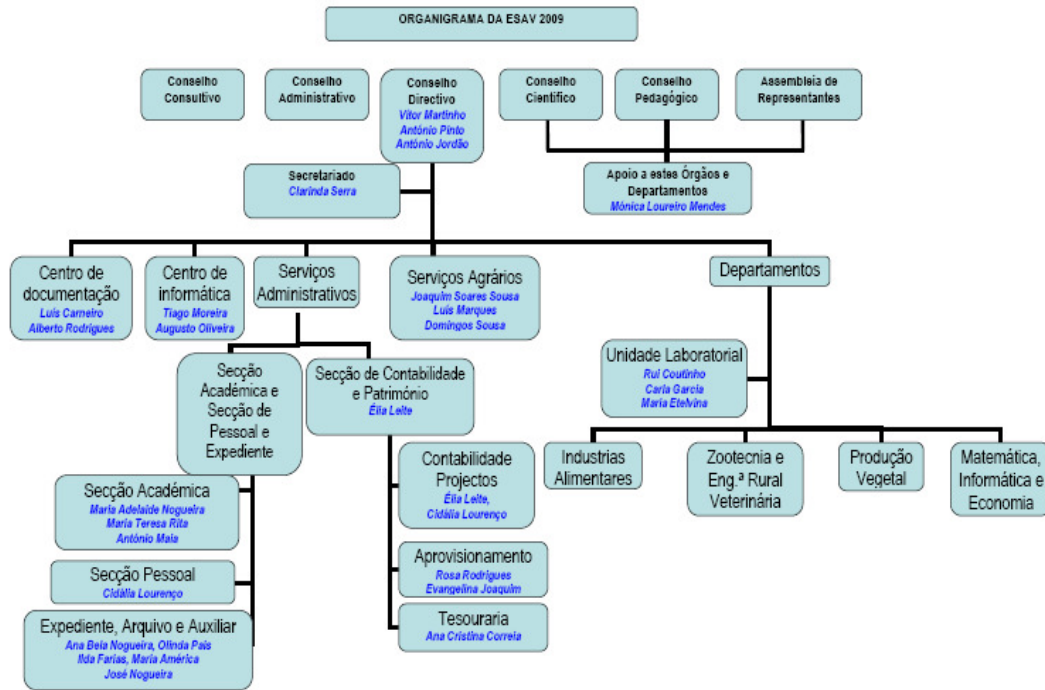 ORGANIGRAMA DA ESAV 2009
Conselho
Consultivo
Conselho
Administrativo
Conselho
Directivo
Vitor Martinho
António Pinto
António Jordão
Conselho
Cientifico
Conselho
Pedagógico
Assembleia de
Representantes
Secretariado
Clarinda Serra
Apoio a estes Órgãos e
Departamentos
Mónica Loureiro Mendes
Centro de
documentação
Luis Carneiro
Alberto Rodrigues
Centro de
informática
Tiago Moreira
Augusto Oliveira
Serviços
Administrativos
Serviços Agrários
Joaquim Soares Sousa
Luis Marques
Domingos Sousa
Departamentos
Unidade Laboratorial
Rui Coutinho
Carla Garcia
Maria Etelvina
Secção
Académica e
Secção de
Pessoal e
Expediente
Secção de Contabilidade
e Património
Élia Leite
Industrias
Alimentares
Zootecnia e
Eng.ª Rural
Veterinária
Produção
Vegetal
Matemática,
Informática e
Economia
Contabilidade
Projectos
Élia Leite,
Cidália Lourenço
Secção Académica
Maria Adelaide Nogueira
Maria Teresa Rita
António Maia
Aprovisionamento
Rosa Rodrigues
Evangelina Joaquim
Secção Pessoal
Cidália Lourenço
Tesouraria
Ana Cristina Correia
Expediente, Arquivo e Auxiliar
Ana Bela Nogueira, Olinda Pais
Ilda Farias, Maria América
José Nogueira